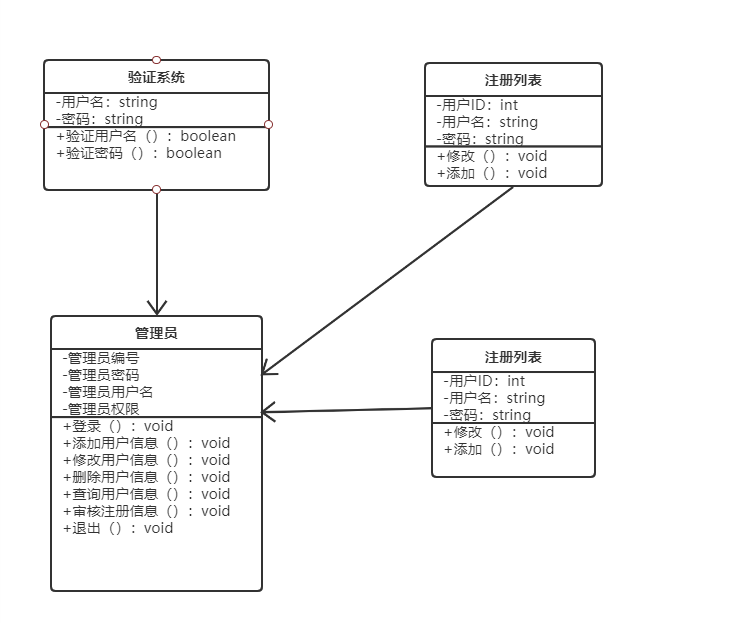 验证系统
-用户名：string
-密码：string
+验证用户名（）：boolean
+验证密码（）：boolean
注册列表
-用户ID：int
-用户名：string
-密码：string
+修改（）：void
+添加（）：void
管理员
-管理员编号
-管理员密码
-管理员用户名
-管理员权限
+登录（）：void
+添加用户信息（）：void
+修改用户信息（）：void
+删除用户信息（）：void
+查询用户信息（）：void
+审核注册信息（）：void
+退出（）：void
注册列表
-用户ID：int
-用户名：string
-密码：string
+修改（）：void
+添加（）：void